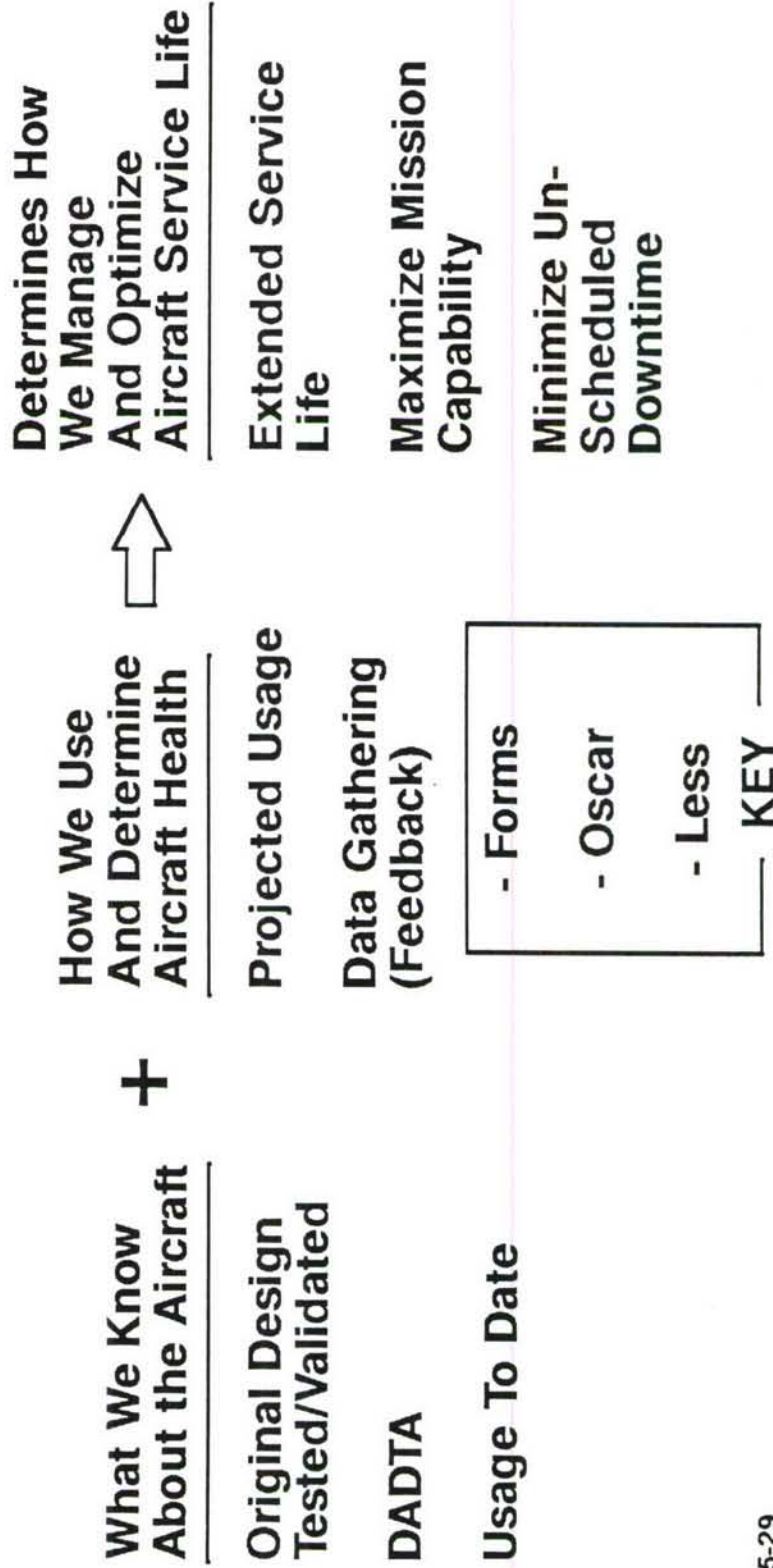 What We Know
About the Aircraft
Original Design
Tested/Validated
DADTA
Usage To Date
+
How We Use
And Determine
Aircraft Health
Projected Usage
Data Gathering
(Feedback)
- Forms
- Oscar
- Less
KEY
Determines How
We Manage
And Optimize
Aircraft Service Life
Extended Service
Life
Maximize Mission
Capability
Minimize Un-
Scheduled
Downtime
5-29